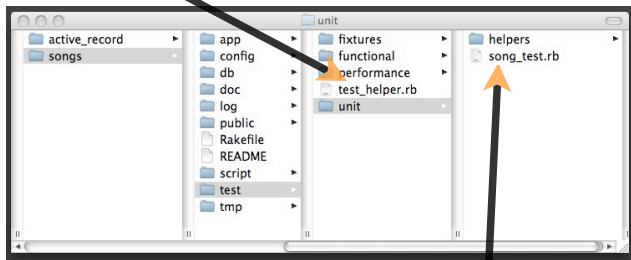 unit
active_record
songs
app
config
db
doc
log
public
Rakefile
README
script
test
tmp
fixtures
functional
performance
test_helper.rb
unit
helpers
song_test.rb